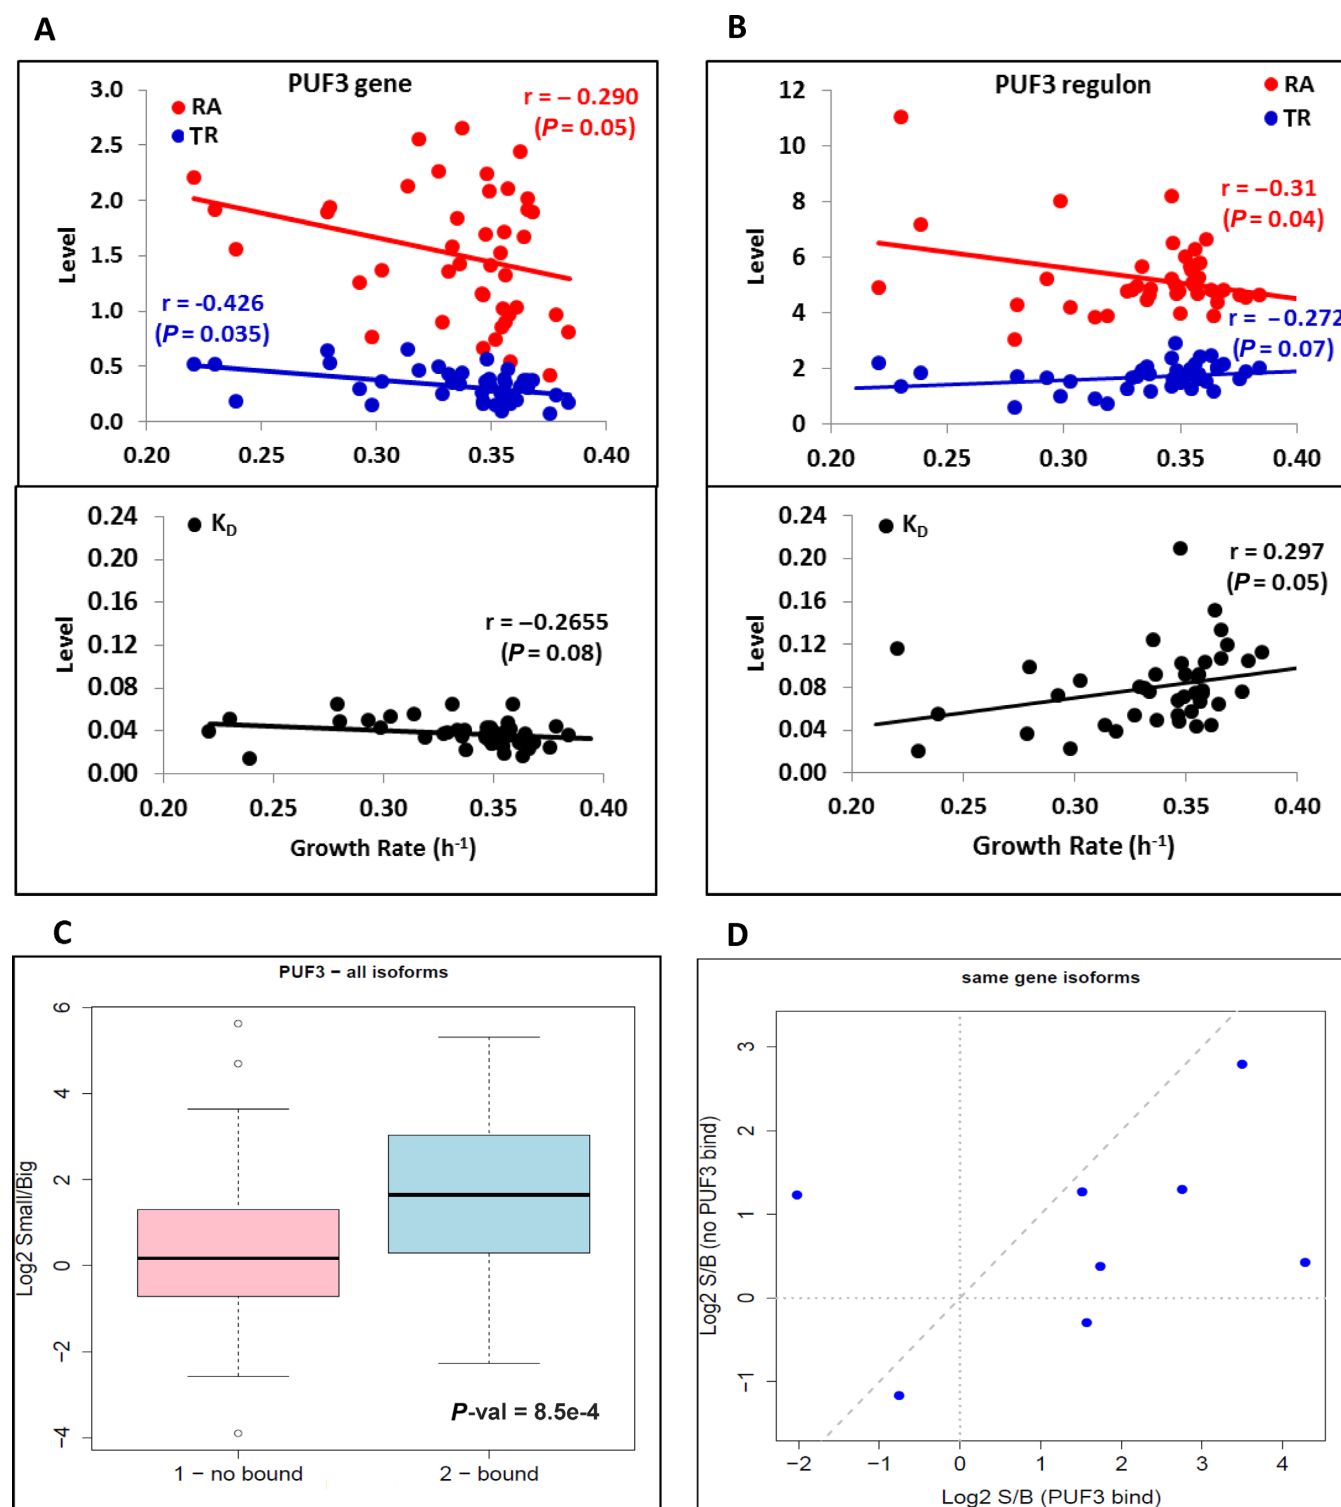 A
PUF3 gene
RA
TR
r = – 0.290
(P = 0.05)
r = -0.426
(P = 0.035)
Level
3.0
2.5
2.0
1.5
1.0
0.5
0.0
0.20
0.25
0.30
0.35
0.40
KD
r = –0.2655
(P = 0.08)
Level
0.24
0.20
0.16
0.12
0.08
0.04
0.00
0.20
0.25
0.30
0.35
0.40
Growth Rate (h-1)
B
PUF3 regulon
RA
TR
r = –0.31
(P = 0.04)
r = –0.272
(P = 0.07)
Level
12
10
8
6
4
2
0
0.20
0.25
0.30
0.35
0.40
KD
r = 0.297
(P = 0.05)
Level
0.24
0.20
0.16
0.12
0.08
0.04
0.00
0.20
0.25
0.30
0.35
0.40
Growth Rate (h-1)
C
PUF3 – all isoforms
Log2 Small/Big
6
4
2
0
−2
−4
P-val = 8.5e-4
1 – no bound
2 – bound
D
same gene isoforms
Log2 S/B (no PUF3 bind)
3
2
1
0
−1
−2
−1
0
1
2
3
4
Log2 S/B (PUF3 bind)